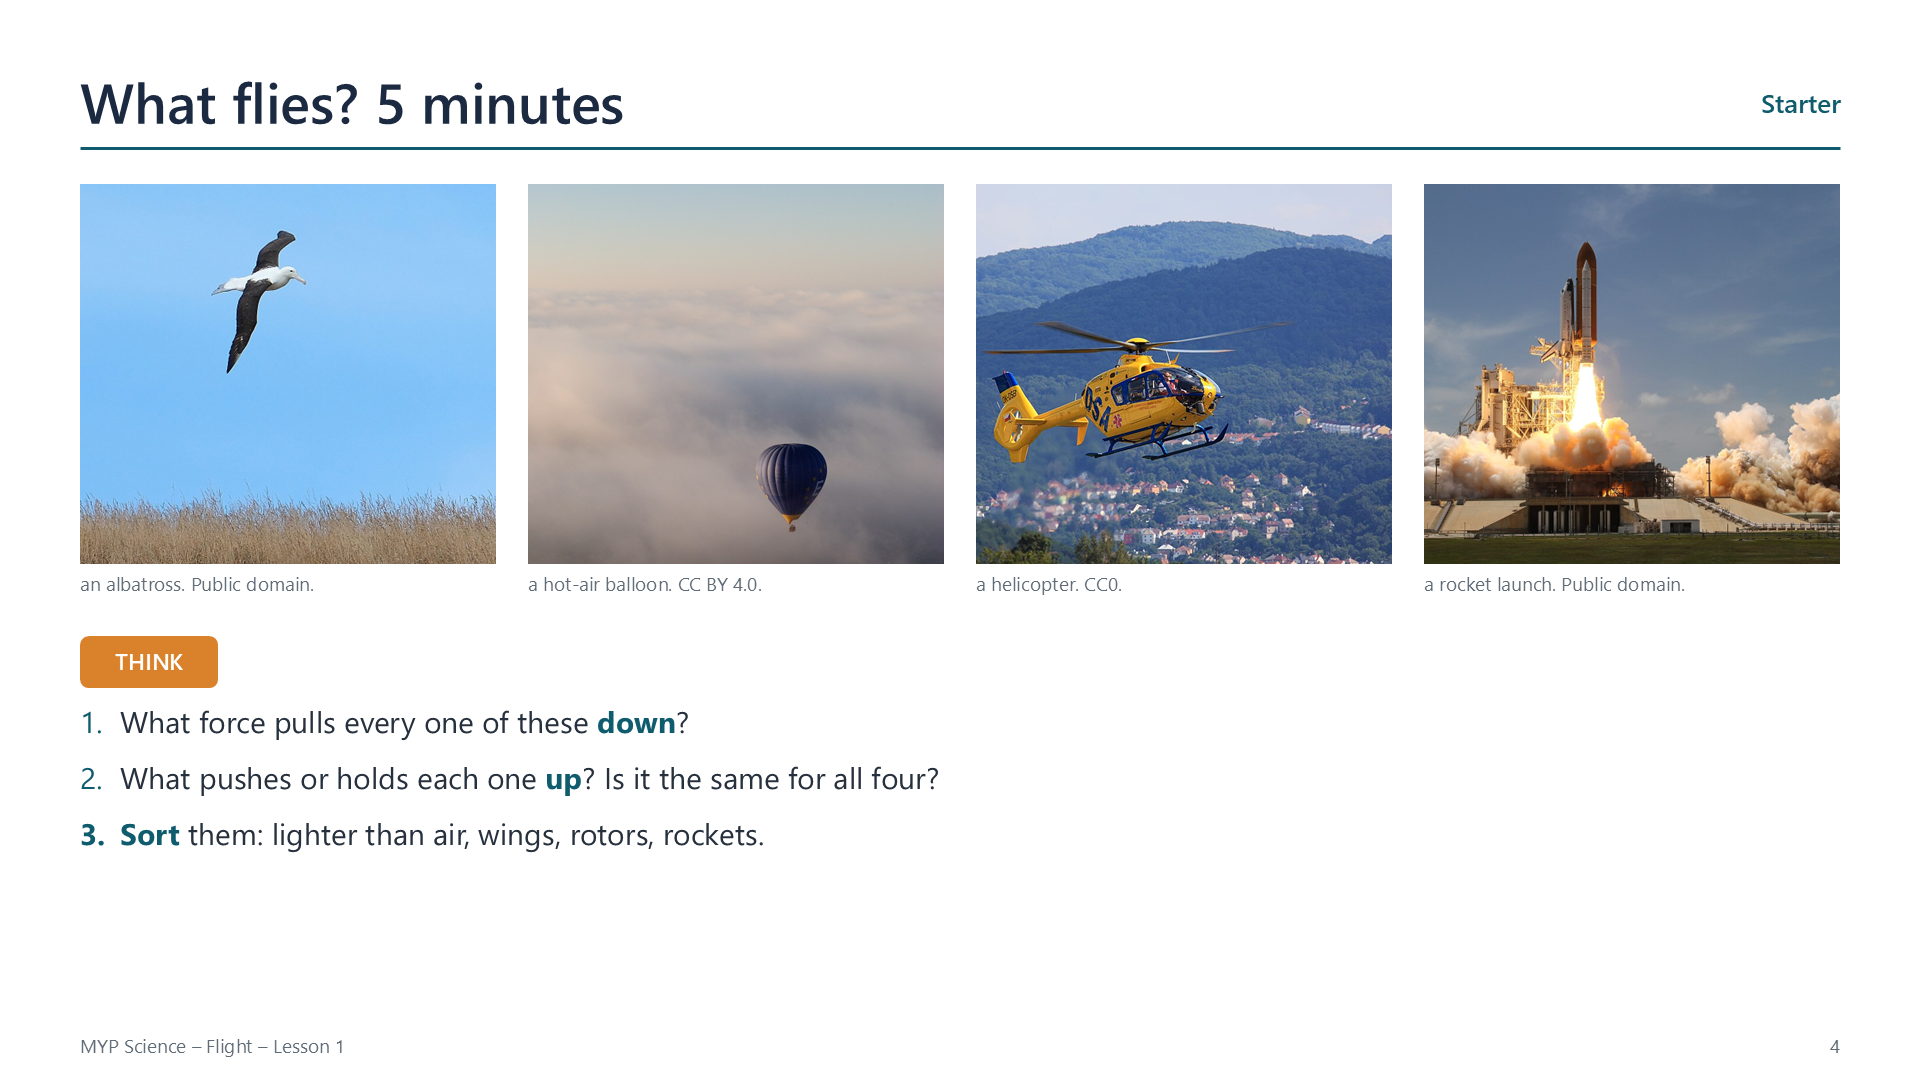 What flies? 5 minutes
Starter
DSA
an albatross. Public domain.
a hot-air balloon. CC BY 4.0.
a helicopter. CC0.
a rocket launch. Public domain.
THINK
1. What force pulls every one of these down?
2. What pushes or holds each one up? Is it the same for all four?
3. Sort them: lighter than air, wings, rotors, rockets.
MYP Science – Flight – Lesson 1
4